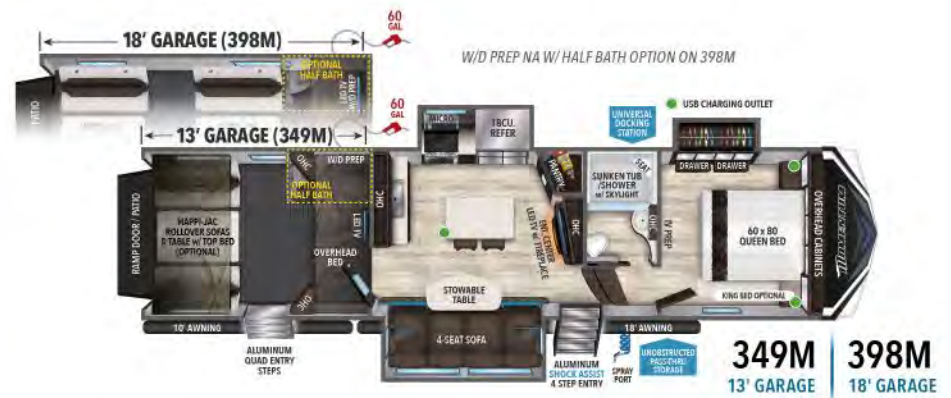 18' GARAGE (398M)
60
GAL
OPTIONAL
HALF BATH
LED TV
W/D PREP
PATIO
W/D PREP NA W/ HALF BATH OPTION ON 398M
13' GARAGE (349M)
60
GAL
MICRO
18CU.
REFER
UNIVERSAL
DOCKING
STATION
USB CHARGING OUTLET
OHC
W/D PREP
OPTIONAL
HALF BATH
OHC
LED TV
PANTRY
SEAT
SUNKEN TUB
/SHOWER
w/ SKYLIGHT
DRAWER
DRAWER
RAMP DOOR / PATIO
HAPPI-JAC
ROLLOVER SOFAS
& TABLE w/ TOP BED
(OPTIONAL)
OVERHEAD
BED
OHC
ENT. CENTER
LED TV w/ FIREPLACE
OHC
OHC
TV PREP
60 x 80
QUEEN BED
OVERHEAD CABINETS
MOMENTUM
STOWABLE
TABLE
KING BED OPTIONAL
10' AWNING
4-SEAT SOFA
18' AWNING
ALUMINUM
QUAD ENTRY
STEPS
ALUMINUM
SHOCK ASSIST
4 STEP ENTRY
SPRAY
PORT
UNOBSTRUCTED
PASS-THRU
STORAGE
349M
13' GARAGE
398M
18' GARAGE